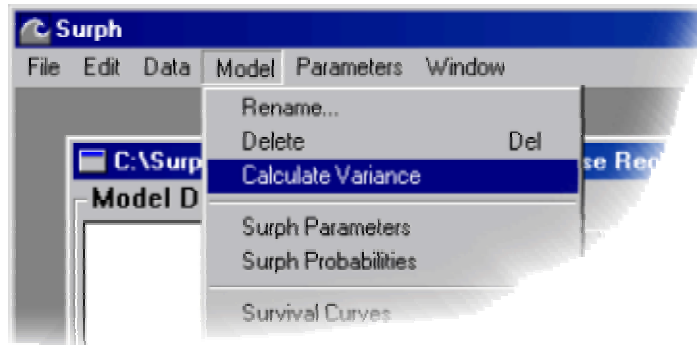 Surph
File Edit Data Model Parameters Window
Rename...
Delete Del
Calculate Variance
C:\Surp
Model D
Surph Parameters
Surph Probabilities
Survival Curves